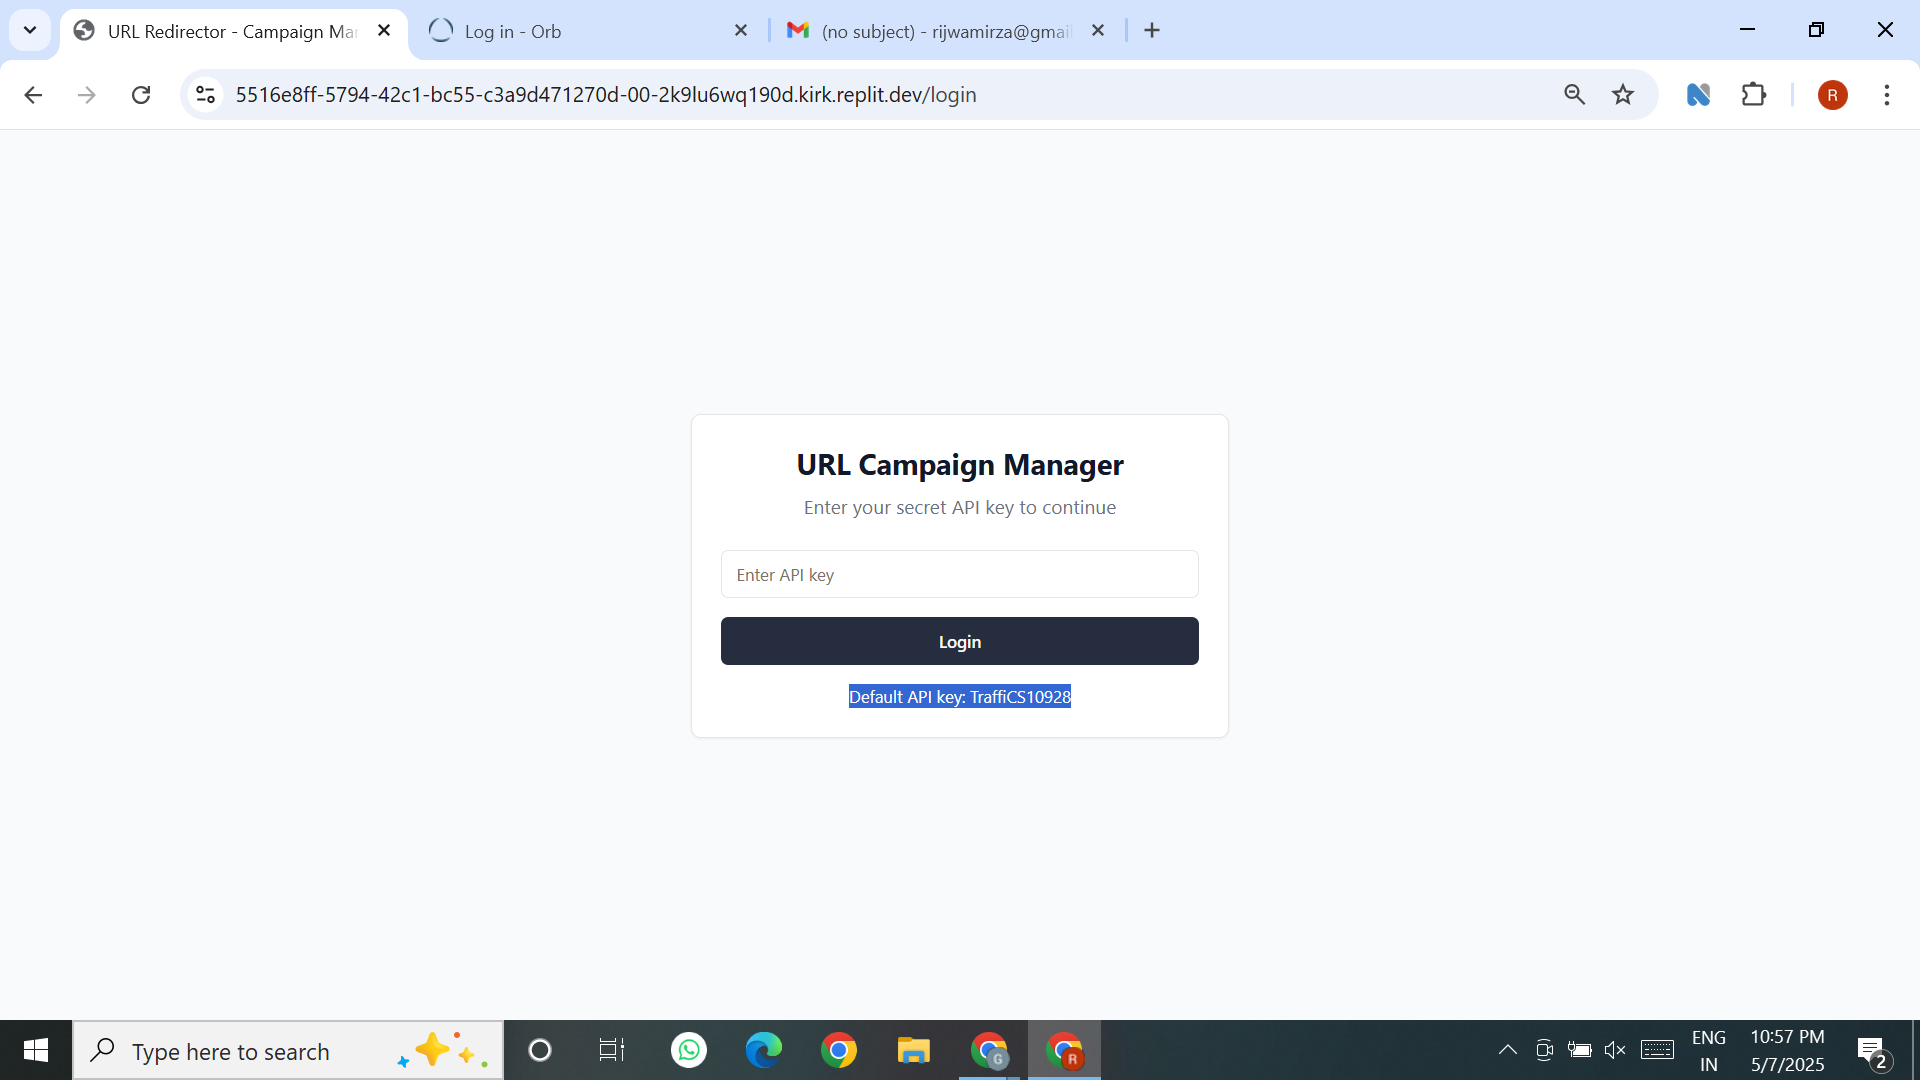 URL Redirector - Campaign Mar
Log in - Orb
(no subject) - rijwamirza@gmail
5516e8ff-5794-42c1-bc55-c3a9d471270d-00-2k9lu6wq190d.kirk.replit.dev/login
R
URL Campaign Manager
Enter your secret API key to continue
Enter API key
Login
Default API key: TraffiCS10928
Type here to search
G
R
ENG
IN
10:57 PM
5/7/2025
2